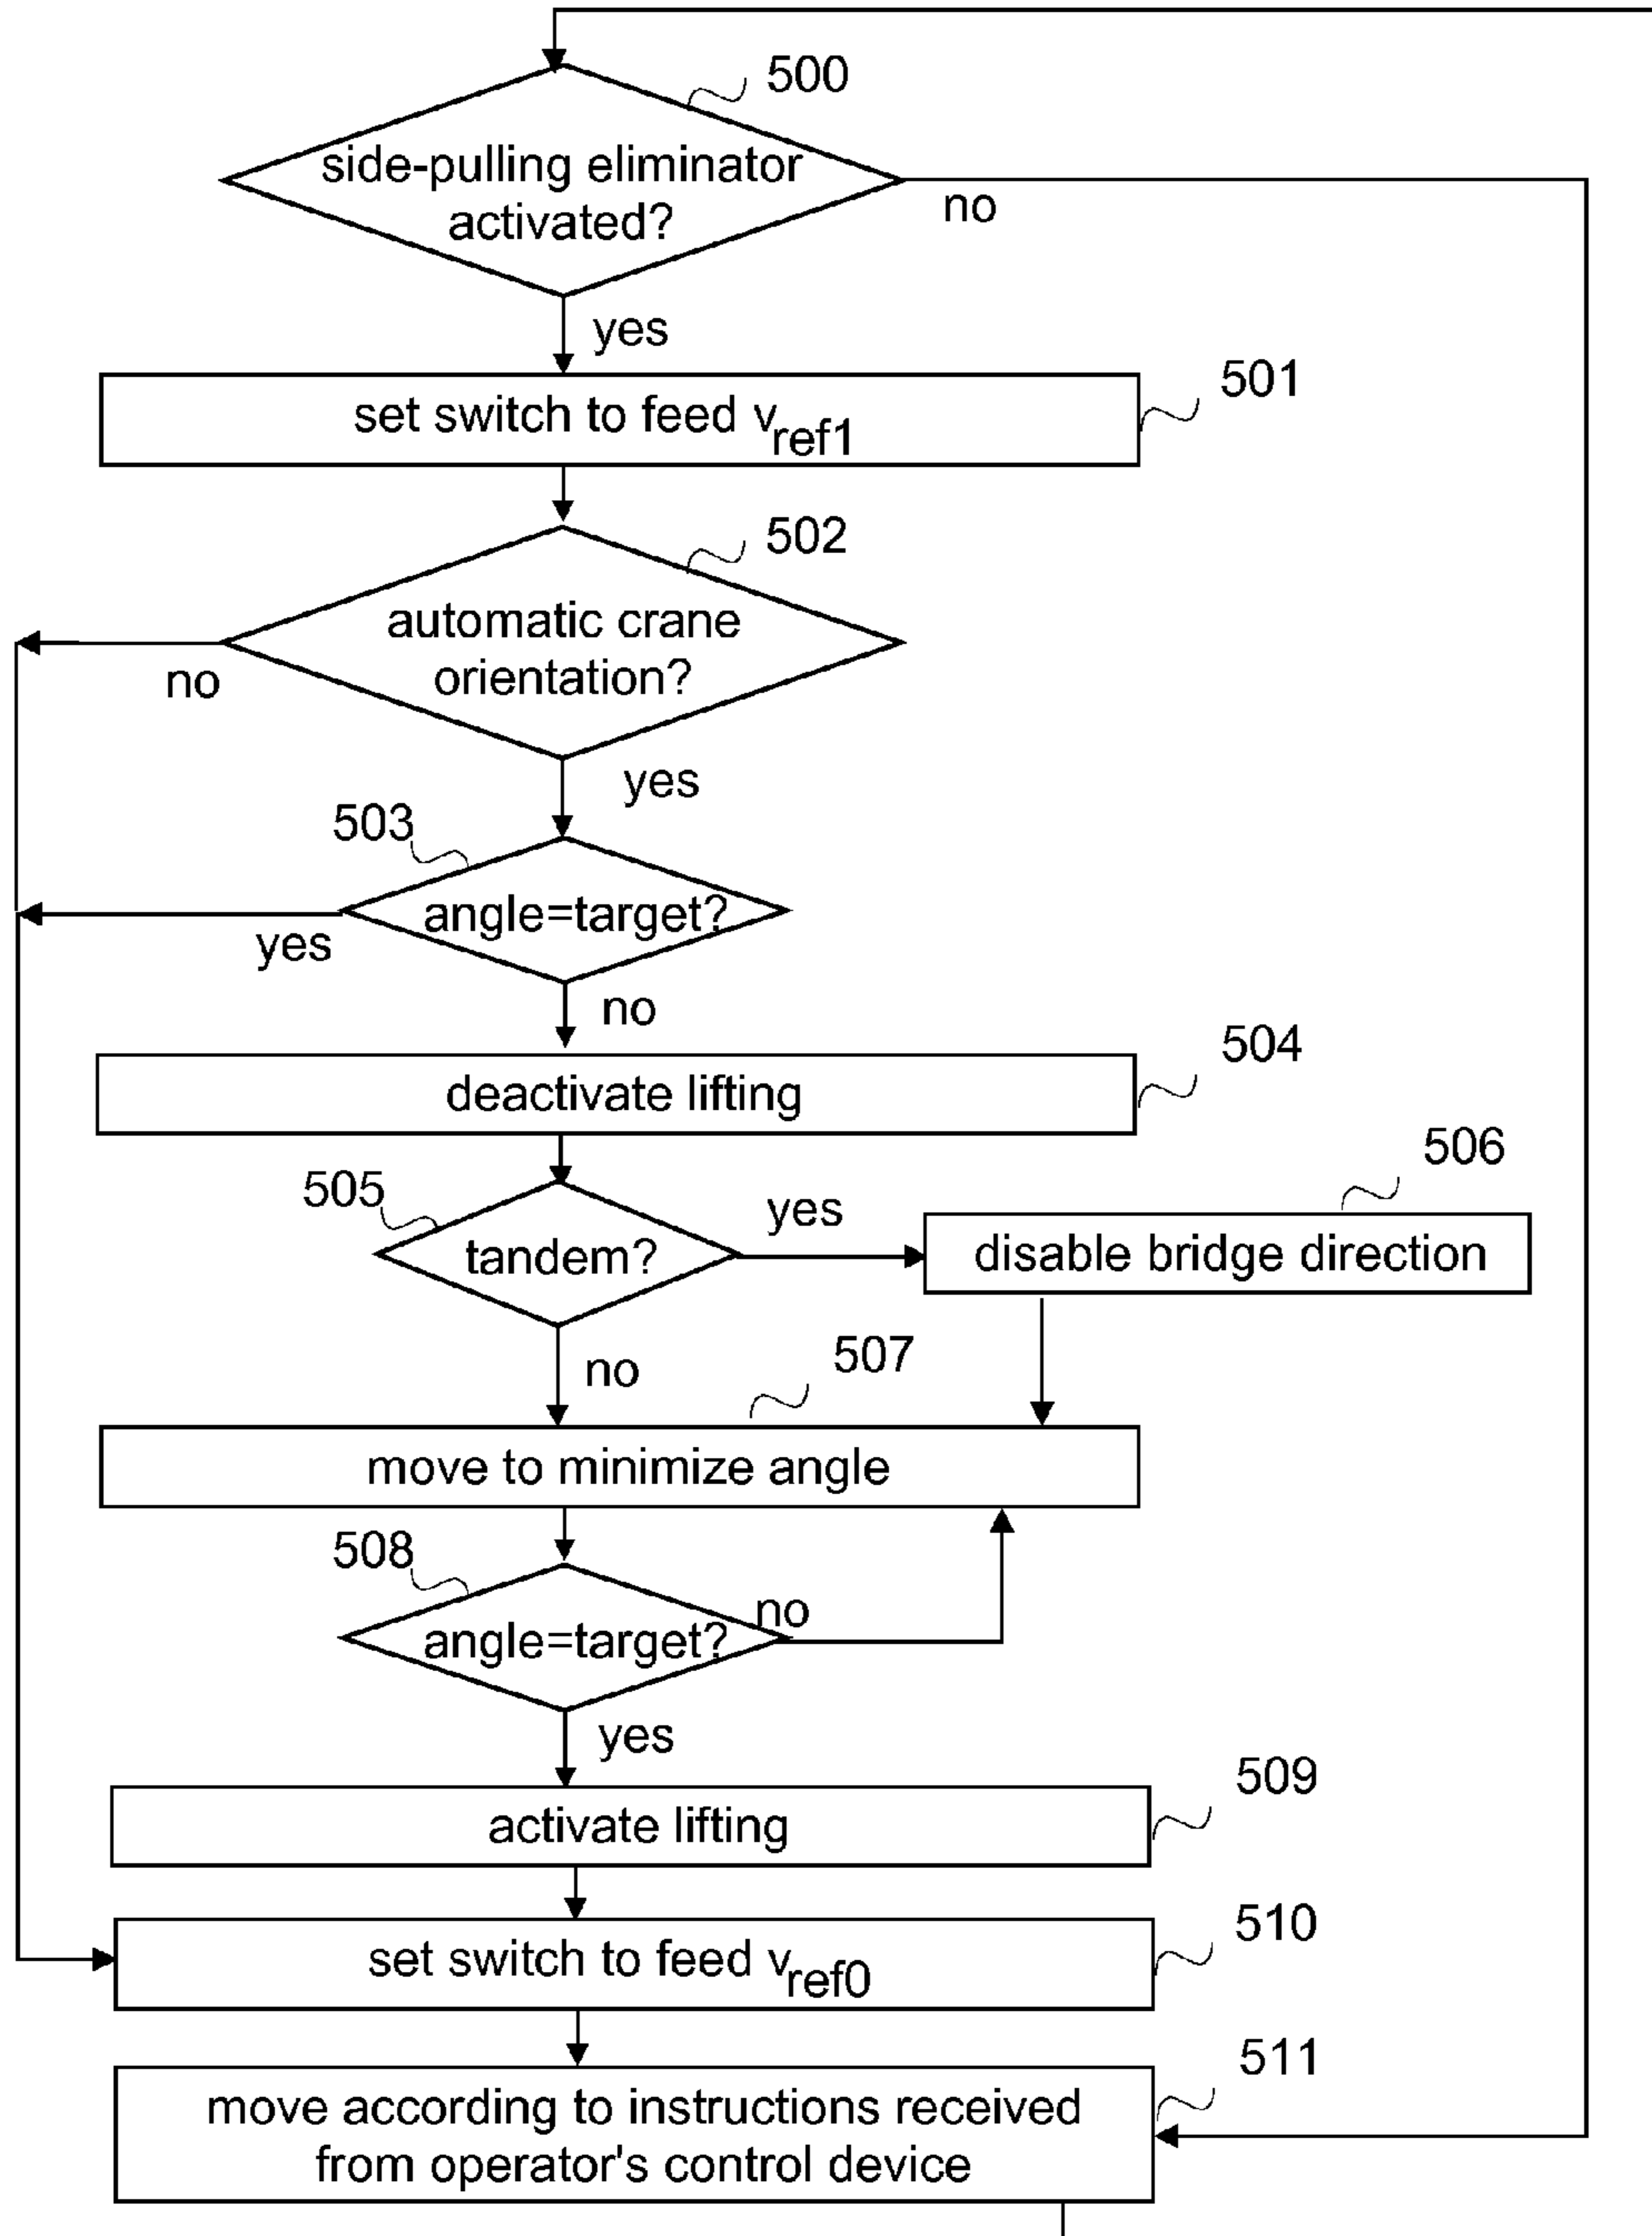 500
side-pulling eliminator
activated?
no
yes
501
set switch to feed vref1
502
automatic crane
orientation?
no
yes
503
angle=target?
yes
no
504
deactivate lifting
505
tandem?
yes
506
disable bridge direction
no
507
move to minimize angle
508
angle=target?
no
yes
509
activate lifting
510
set switch to feed vref0
511
move according to instructions received
from operator's control device